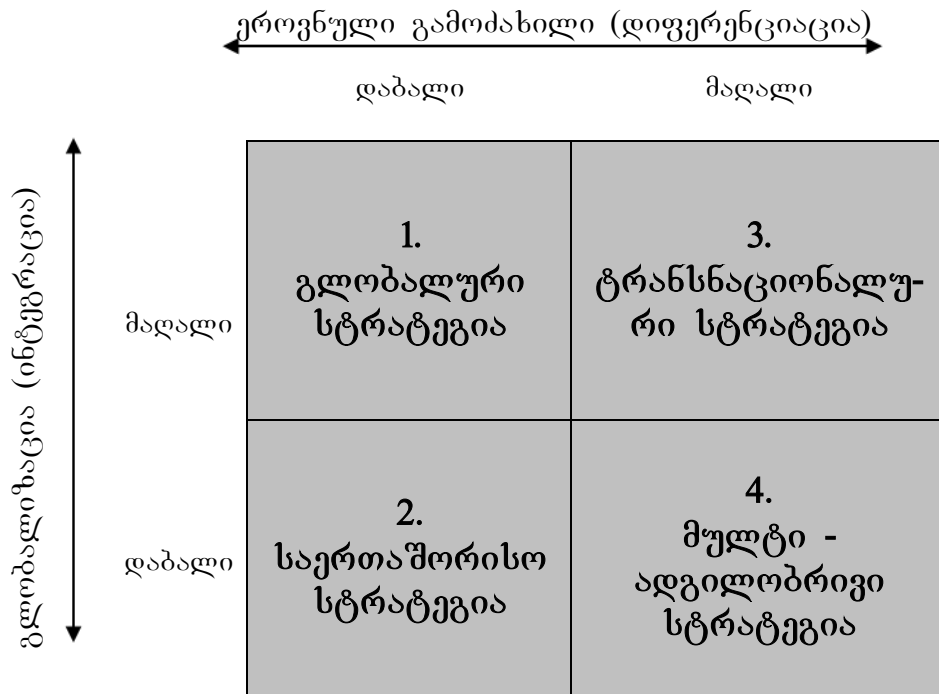 ეროვნული გამოძახილი (დიფერენციაცია)
დაბალი
მაღალი
გლობალიზაცია (ინტეგრაცია)
მაღალი
დაბალი
1.
გლობალური
სტრატეგია
3.
ტრანსნაციონალუ-
რი სტრატეგია
2.
საერთაშორისო
სტრატეგია
4.
მულტი -
ადგილობრივი
სტრატეგია